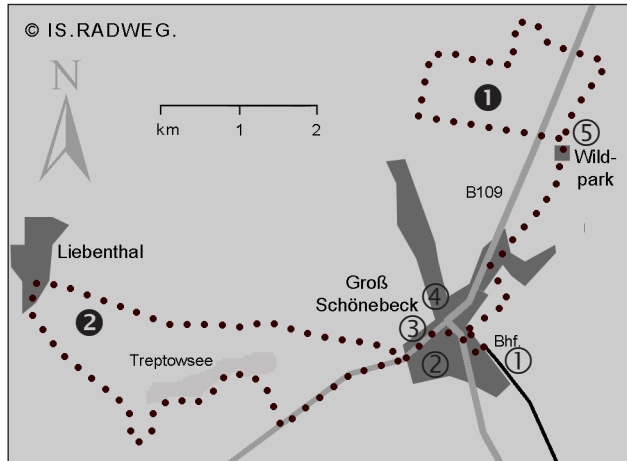 © IS.RADWEG.
N
km 1 2
❶
⑤
Wild-
park
B109
Liebenthal
Groß
Schönebeck
④
③
❷
Treptowsee
②
Bhf.
①